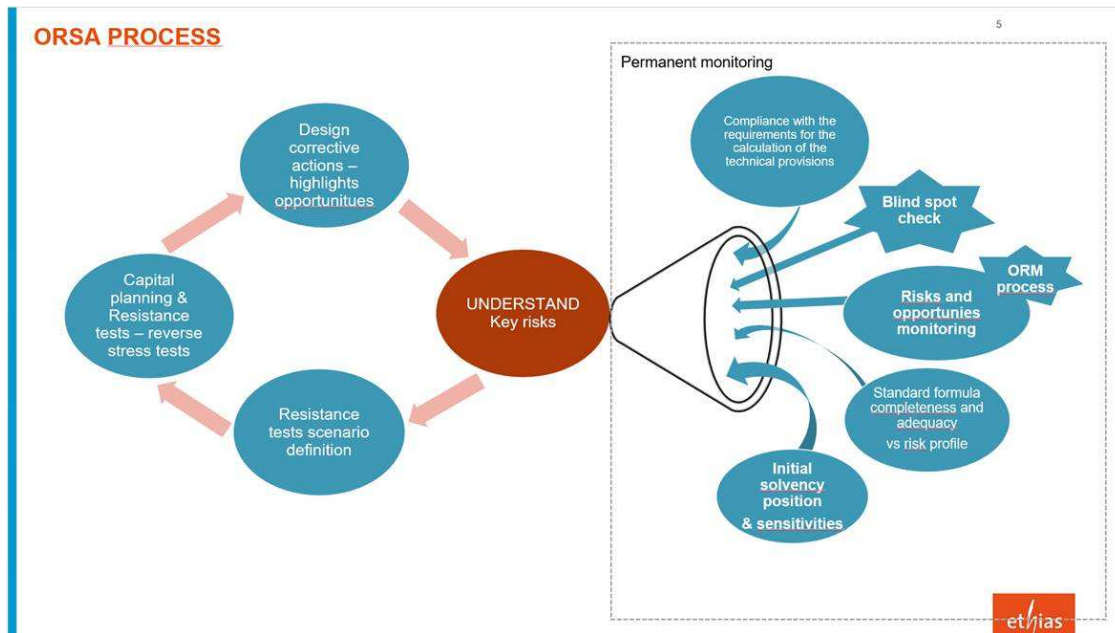 ORSA PROCESS
5
Permanent monitoring
Design
corrective
actions –
highlights
opportunitues
Capital
planning &
Resistance
tests – reverse
stress tests
UNDERSTAND
Key risks
Resistance
tests scenario
definition
Compliance with the
requirements for the
calculation of the
technical provisions
Blind spot
check
ORM
process
Risks and
opportunies
monitoring
Standard formula
completeness and
adequacy
vs risk profile
Initial
solvency
position
& sensitivities
ethias